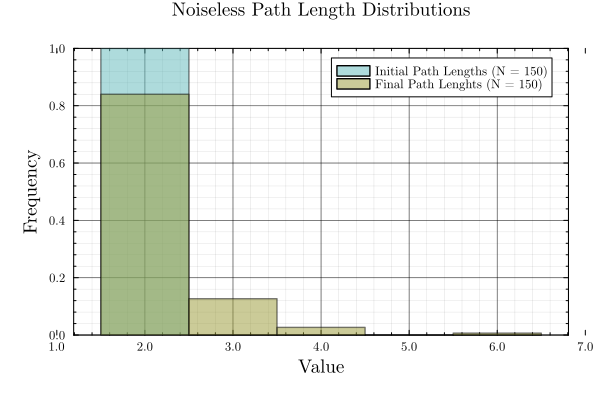 Noiseless Path Length Distributions
1.0
0.8
0.6
0.4
0.2
0.0
Frequency
Initial Path Lengths (N = 150)
Final Path Lenghts (N = 150)
1.0 2.0 3.0 4.0 5.0 6.0 7.0
Value